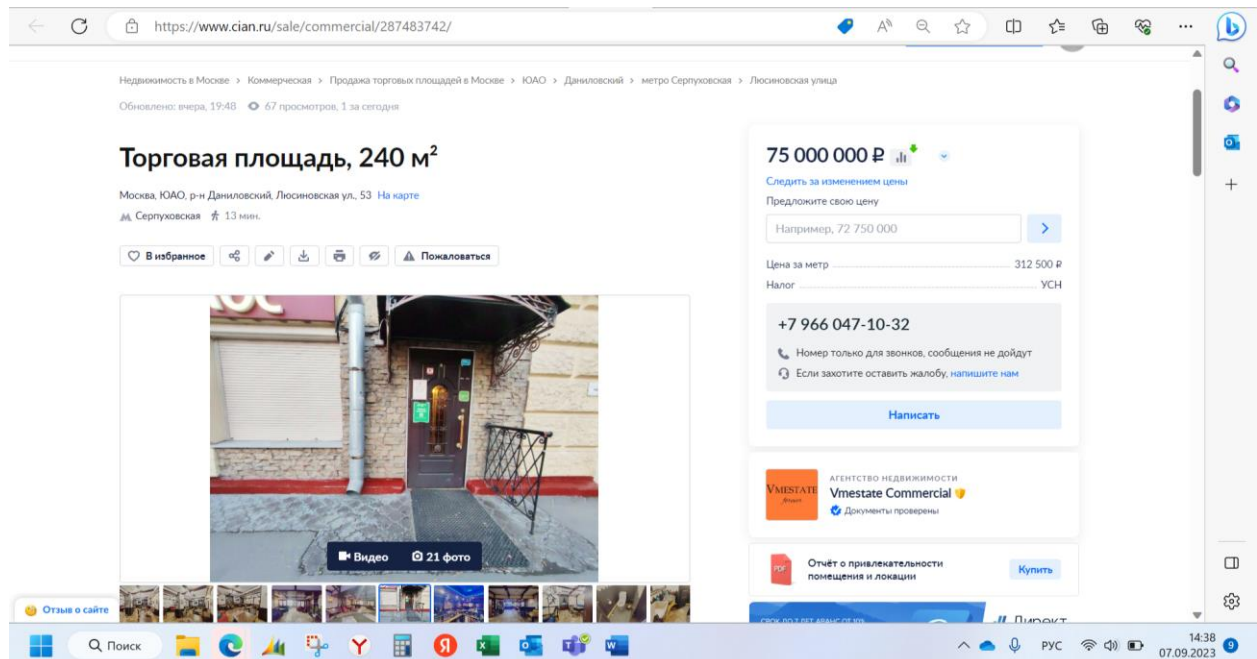 https://www.cian.ru/sale/commercial/287483742/
Недвижимость в Москве > Коммерческая > Продажа торговых площадей в Москве > ЮАО > Даниловский > метро Серпуховская > Люсиновская улица
Обновлено: вчера, 19:48 67 просмотров, 1 за сегодня
Торговая площадь, 240 м²
Москва, ЮАО, р-н Даниловский, Люсиновская ул., 53 На карте
Серпуховская 13 мин.
В избранное
Пожаловаться
Видео 21 фото
75 000 000 ₽
Следить за изменением цены
Предложите свою цену
Например, 72 750 000
Цена за метр 312 500 ₽
Налог УСН
+7 966 047-10-32
Номер только для звонков, сообщения не дойдут
Если захотите оставить жалобу, напишите нам
Написать
VMESTATE
АГЕНТСТВО НЕДВИЖИМОСТИ
Vmestate Commercial
Документы проверены
PDF
Отчёт о привлекательности
помещения и локации
Купить
Отзыв о сайте
Поиск
РУС
14:38
07.09.2023
9